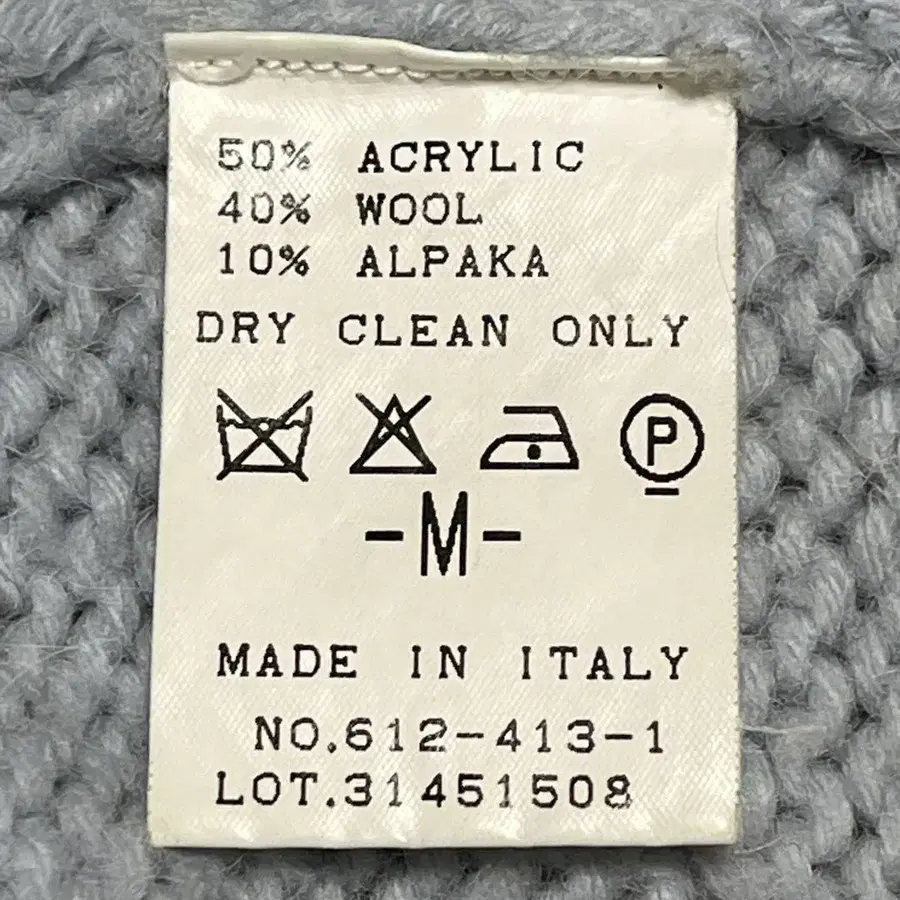 50% ACRYLIC
40% WOOL
10% ALPAKA
DRY CLEAN ONLY
P
-M-
MADE IN ITALY
NO.612-413-1
LOT.31451508